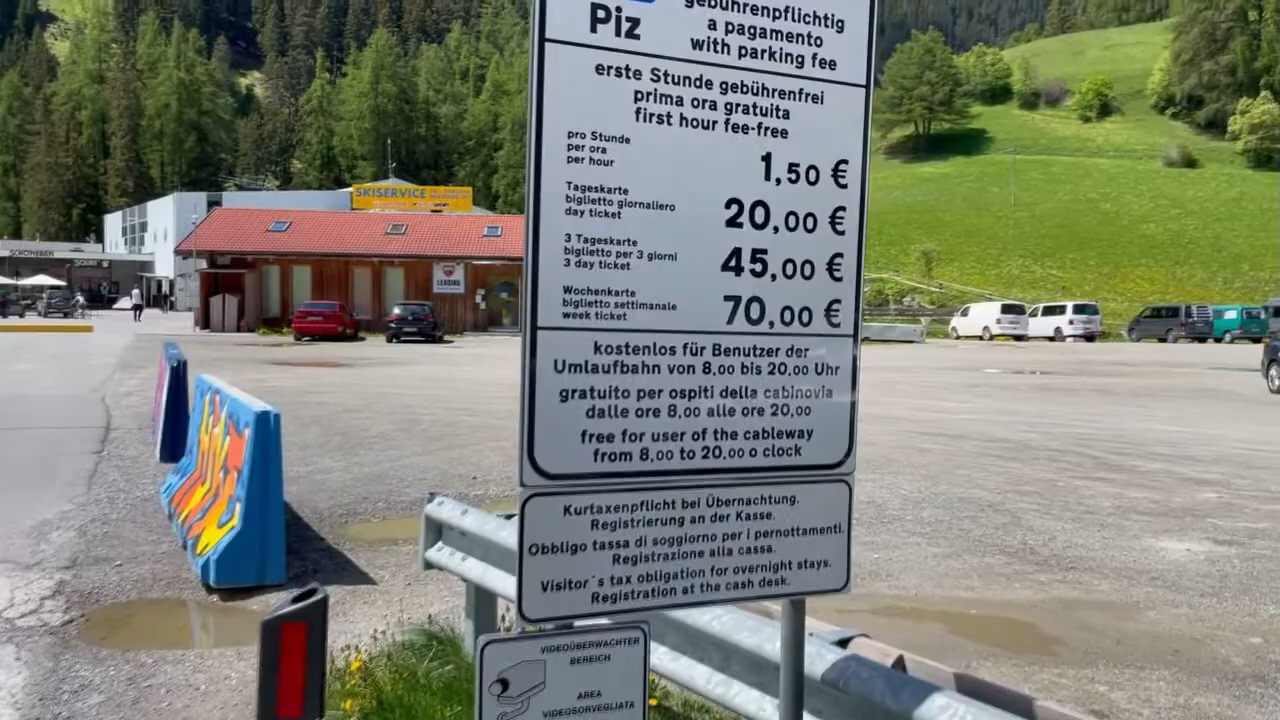 Piz
gebührenpflichtig
a pagamento
with parking fee
erste Stunde gebührenfrei
prima ora gratuita
first hour fee-free
pro Stunde
per ora
per hour
1,50 €
Tageskarte
biglietto giornaliero
day ticket
20,00 €
3 Tageskarte
biglietto per 3 giorni
3 day ticket
45,00 €
Wochenkarte
biglietto settimanale
week ticket
70,00 €
kostenlos für Benutzer der
Umlaufbahn von 8,00 bis 20,00 Uhr
gratuito per ospiti della cabinovia
dalle ore 8,00 alle ore 20,00
free for user of the cableway
from 8,00 to 20,00 o clock
Kurtaxenpflicht bei Übernachtung.
Registrierung an der Kasse.
Obbligo tassa di soggiorno per i pernottamenti.
Registrazione alla cassa.
Visitor´s tax obligation for overnight stays.
Registration at the cash desk.
VIDEOÜBERWACHTER
BEREICH
AREA
VIDEOSORVEGLIATA
SKISERVICE
SCHÖNEBEN
LEADING